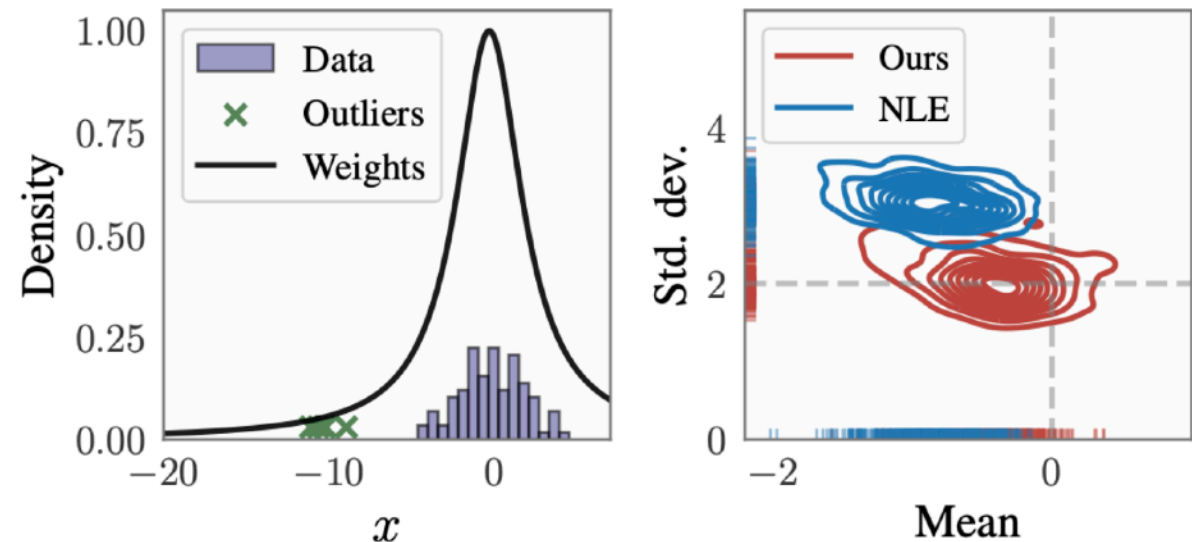 Density
1.00
0.75
0.50
0.25
0.00
Data
Outliers
Weights
−20
−10
0
x
Std. dev.
4
2
0
Ours
NLE
−2
0
Mean